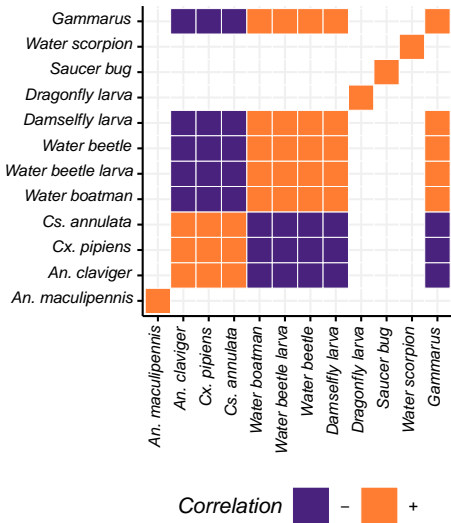 Gammarus
Water scorpion
Saucer bug
Dragonfly larva
Damselfly larva
Water beetle
Water beetle larva
Water boatman
Cs. annulata
Cx. pipiens
An. claviger
An. maculipennis
An. maculipennis
An. claviger
Cx. pipiens
Cs. annulata
Water boatman
Water beetle larva
Water beetle
Damselfly larva
Dragonfly larva
Saucer bug
Water scorpion
Gammarus
Correlation - +